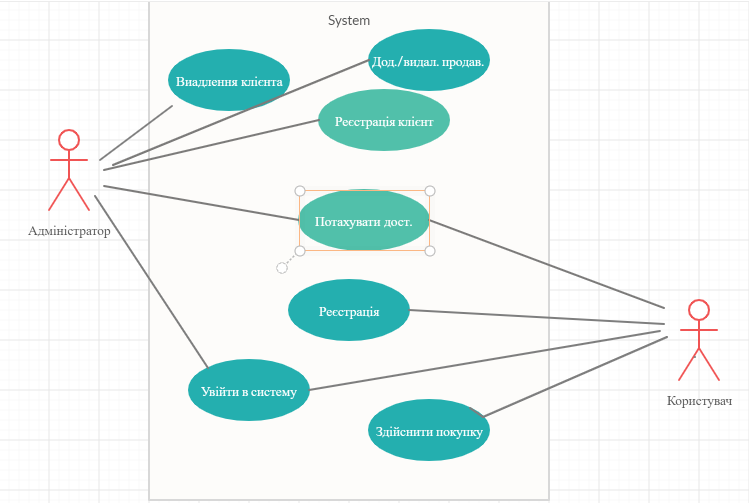 System
Дод./видал. продав.
Виадлення клієнта
Реєстрація клієнт
Потахувати дост.
Адміністратор
Реєстрація
Увійти в систему
Користувач
Здійснити покупку